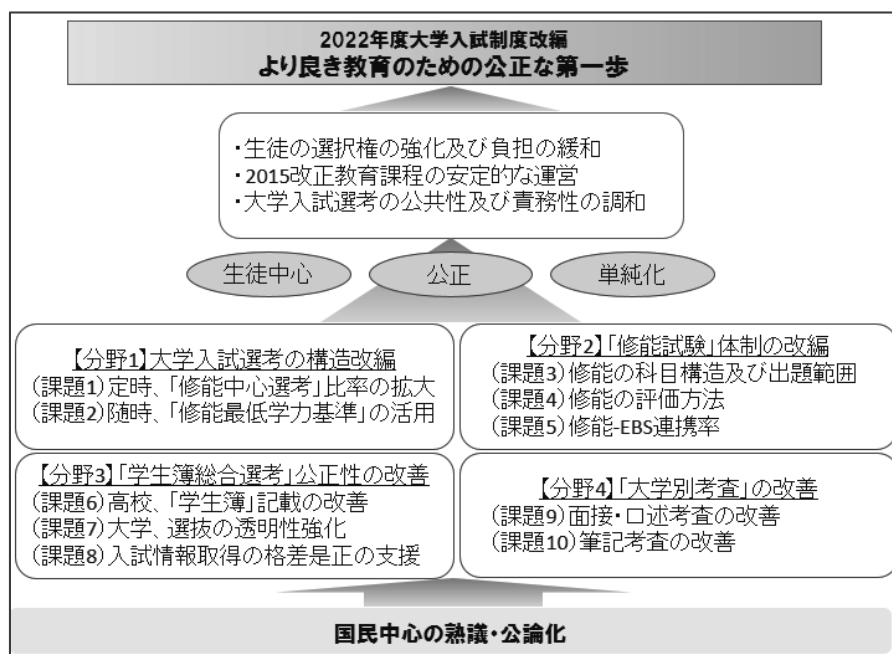 2022年度大学入試制度改編
より良き教育のための公正な第一歩
・生徒の選択権の強化及び負担の緩和
・2015改正教育課程の安定的な運営
・大学入試選考の公共性及び責務性の調和
生徒中心
公正
単純化
【分野1】大学入試選考の構造改編
(課題1)定時、「修能中心選考」比率の拡大
(課題2)随時、「修能最低学力基準」の活用
【分野2】「修能試験」体制の改編
(課題3)修能の科目構造及び出題範囲
(課題4)修能の評価方法
(課題5)修能-EBS連携率
【分野3】「学生簿総合選考」公正性の改善
(課題6)高校、「学生簿」記載の改善
(課題7)大学、選抜の透明性強化
(課題8)入試情報取得の格差是正の支援
【分野4】「大学別考査」の改善
(課題9)面接・口述考査の改善
(課題10)筆記考査の改善
国民中心の熟議・公論化